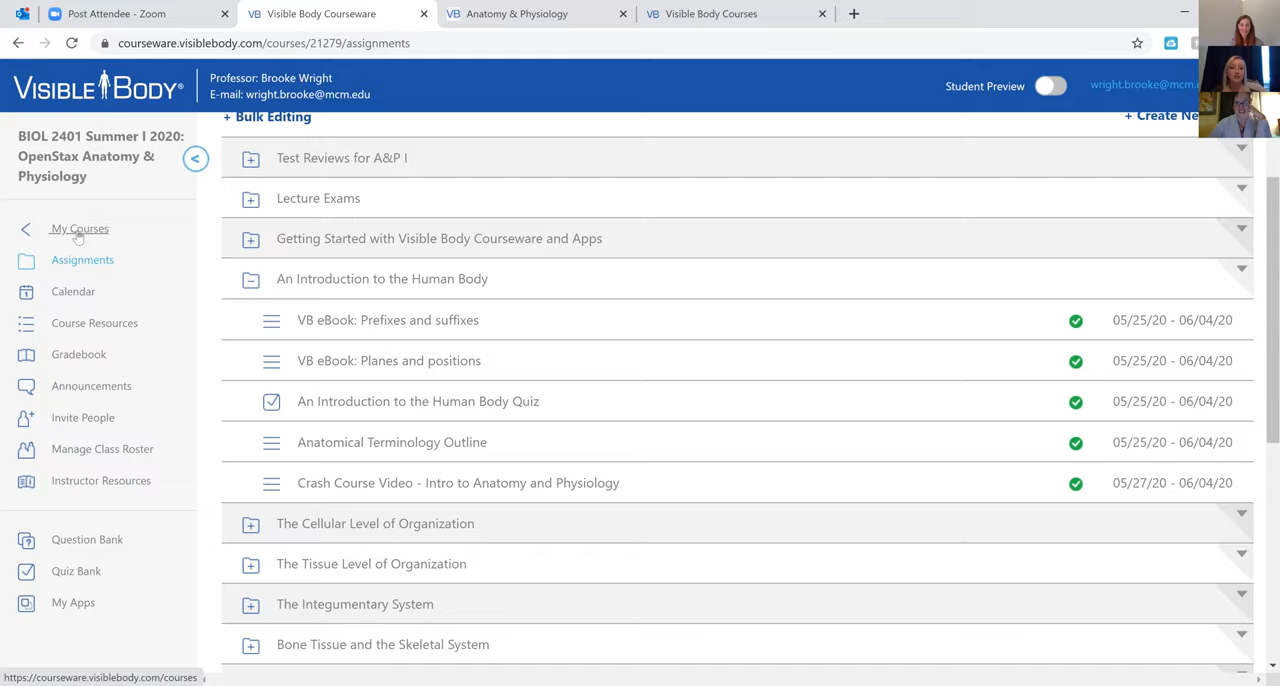 Post Attendee - Zoom
VB Visible Body Courseware
VB Anatomy & Physiology
VB Visible Body Courses
courseware.visiblebody.com/courses/21279/assignments
VISIBLE BODY®
Professor: Brooke Wright
E-mail: wright.brooke@mcm.edu
Student Preview
wright.brooke@mcm.
BIOL 2401 Summer I 2020:
OpenStax Anatomy &
Physiology
<
My Courses
Assignments
Calendar
Course Resources
Gradebook
Announcements
Invite People
Manage Class Roster
Instructor Resources
Question Bank
Quiz Bank
My Apps
https://courseware.visiblebody.com/courses
+ Bulk Editing
+ Create Ne
Test Reviews for A&P I
Lecture Exams
Getting Started with Visible Body Courseware and Apps
An Introduction to the Human Body
VB eBook: Prefixes and suffixes 05/25/20 - 06/04/20
VB eBook: Planes and positions 05/25/20 - 06/04/20
An Introduction to the Human Body Quiz 05/25/20 - 06/04/20
Anatomical Terminology Outline 05/25/20 - 06/04/20
Crash Course Video - Intro to Anatomy and Physiology 05/27/20 - 06/04/20
The Cellular Level of Organization
The Tissue Level of Organization
The Integumentary System
Bone Tissue and the Skeletal System